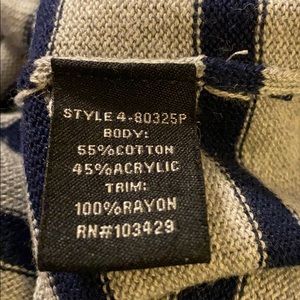 STYLE 4-80325P
BODY:
55%COTTON
45%ACRYLIC
TRIM:
100%RAYON
RN#103429